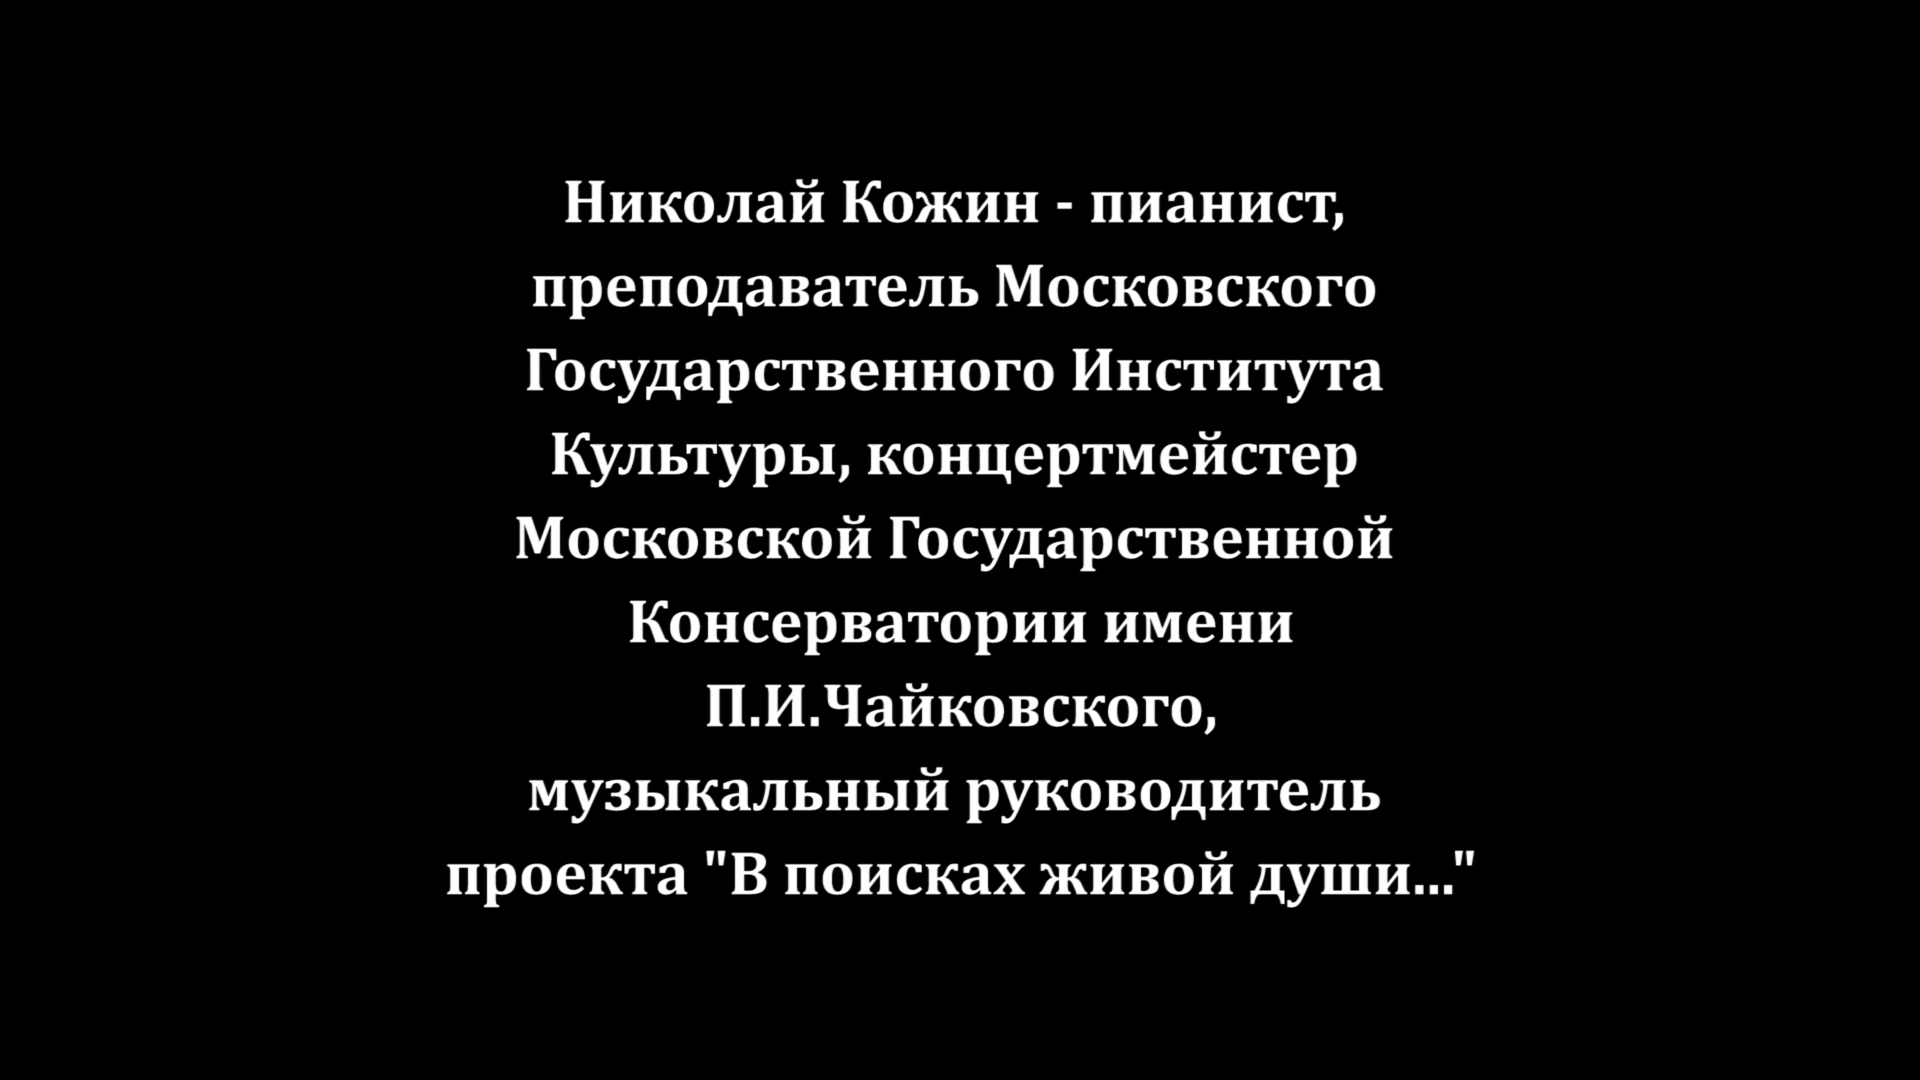 Николай Кожин - пианист,
преподаватель Московского
Государственного Института
Культуры, концертмейстер
Московской Государственной
Консерватории имени
П.И.Чайковского,
музыкальный руководитель
проекта "В поисках живой души..."